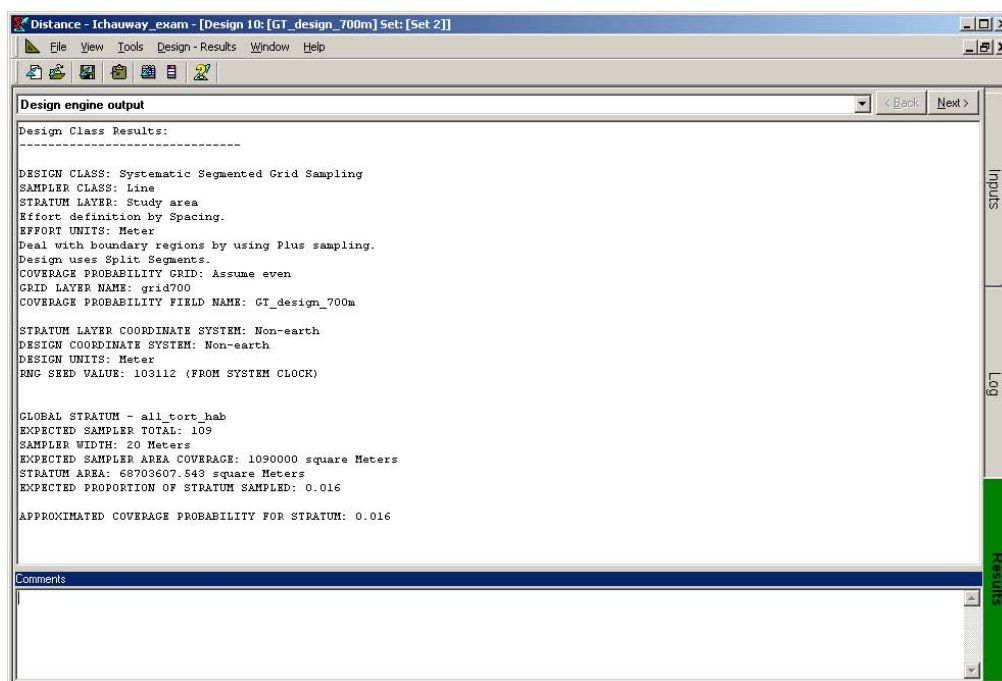 Distance - Ichauway_exam - [Design 10: [GT_design_700m] Set: [Set 2]]
File View Tools Design - Results Window Help
Design engine output
< Back
Next >
Design Class Results:
-------------------------------
DESIGN CLASS: Systematic Segmented Grid Sampling
SAMPLER CLASS: Line
STRATUM LAYER: Study area
Effort definition by Spacing.
EFFORT UNITS: Meter
Deal with boundary regions by using Plus sampling.
Design uses Split Segments.
COVERAGE PROBABILITY GRID: Assume even
GRID LAYER NAME: grid700
COVERAGE PROBABILITY FIELD NAME: GT_design_700m
STRATUM LAYER COORDINATE SYSTEM: Non-earth
DESIGN COORDINATE SYSTEM: Non-earth
DESIGN UNITS: Meter
RNG SEED VALUE: 103112 (FROM SYSTEM CLOCK)
GLOBAL STRATUM - all_tort_hab
EXPECTED SAMPLER TOTAL: 109
SAMPLER WIDTH: 20 Meters
EXPECTED SAMPLER AREA COVERAGE: 1090000 square Meters
STRATUM AREA: 68703607.543 square Meters
EXPECTED PROPORTION OF STRATUM SAMPLED: 0.016
APPROXIMATED COVERAGE PROBABILITY FOR STRATUM: 0.016
Comments
Inputs
Log
Results